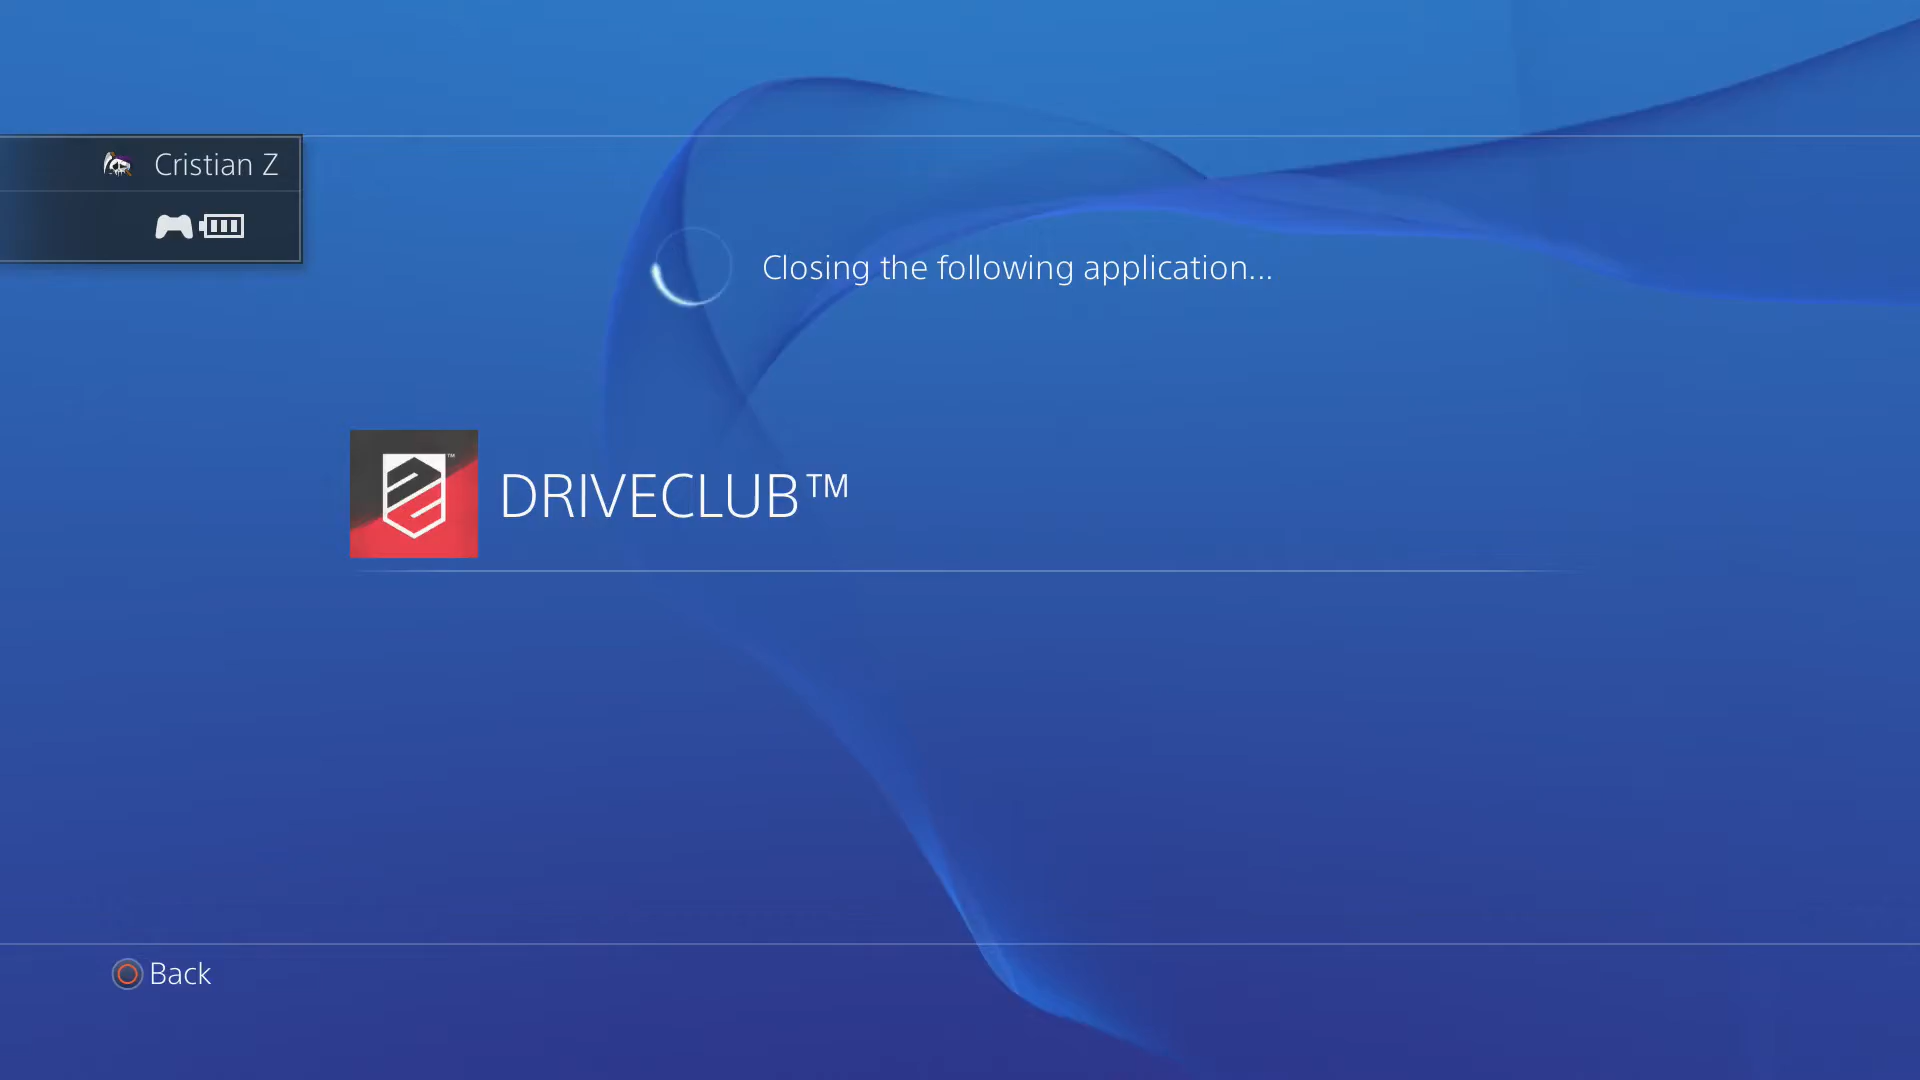 Cristian Z
Closing the following application...
DRIVECLUB™
Back